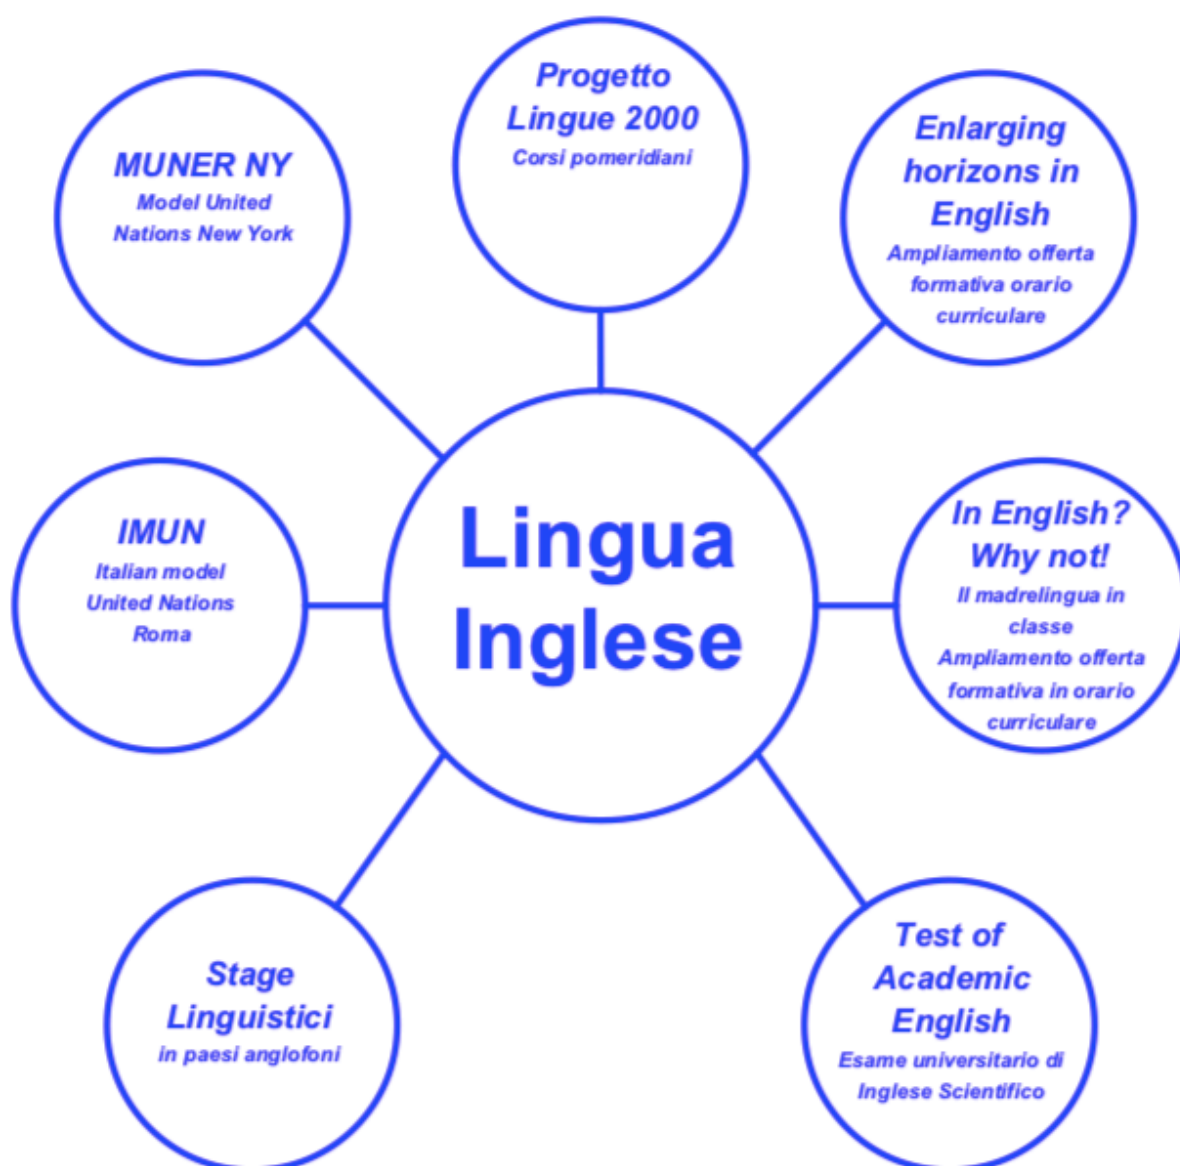 Progetto
Lingue 2000
Corsi pomeridiani
MUNER NY
Model United
Nations New York
Enlarging
horizons in
English
Ampliamento offerta
formativa orario
curriculare
Lingua
Inglese
IMUN
Italian model
United Nations
Roma
In English?
Why not!
Il madrelingua in
classe
Ampliamento offerta
formativa in orario
curriculare
Stage
Linguistici
in paesi anglofoni
Test of
Academic
English
Esame universitario di
Inglese Scientifico